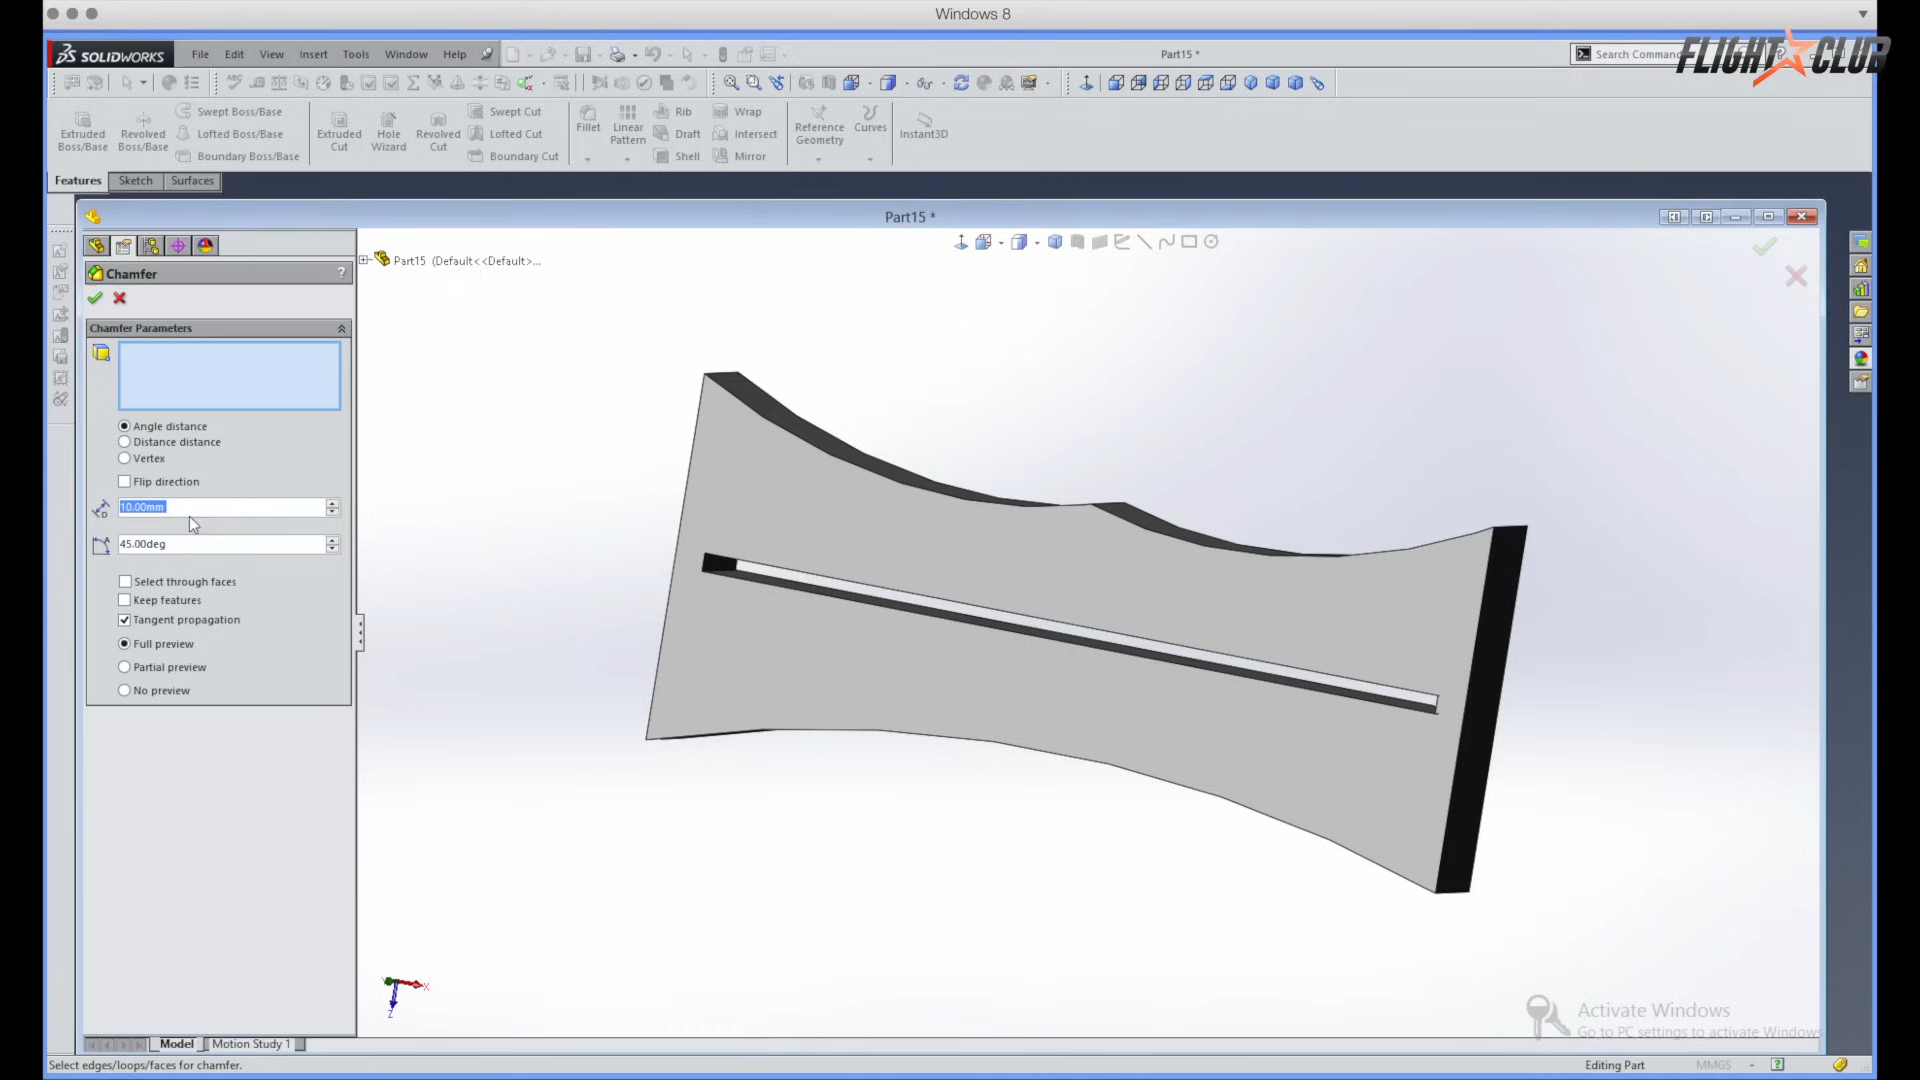 Windows 8
SOLIDWORKS File Edit View Insert Tools Window Help Part15 * Search Comman
FLIGHT CLUB
Extruded Boss/Base
Revolved Boss/Base
Swept Boss/Base
Lofted Boss/Base
Boundary Boss/Base
Extruded Cut
Hole Wizard
Revolved Cut
Swept Cut
Lofted Cut
Boundary Cut
Fillet
Linear Pattern
Rib
Draft
Shell
Wrap
Intersect
Mirror
Reference Geometry
Curves
Instant3D
Features Sketch Surfaces
Part15 *
Part15 (Default<<Default>...
Chamfer ?
Chamfer Parameters
Angle distance
Distance distance
Vertex
Flip direction
10.00mm
45.00deg
Select through faces
Keep features
Tangent propagation
Full preview
Partial preview
No preview
X
Z
Activate Windows
Go to PC settings to activate Windows
Model Motion Study 1
Select edges/loops/faces for chamfer. Editing Part MMGS